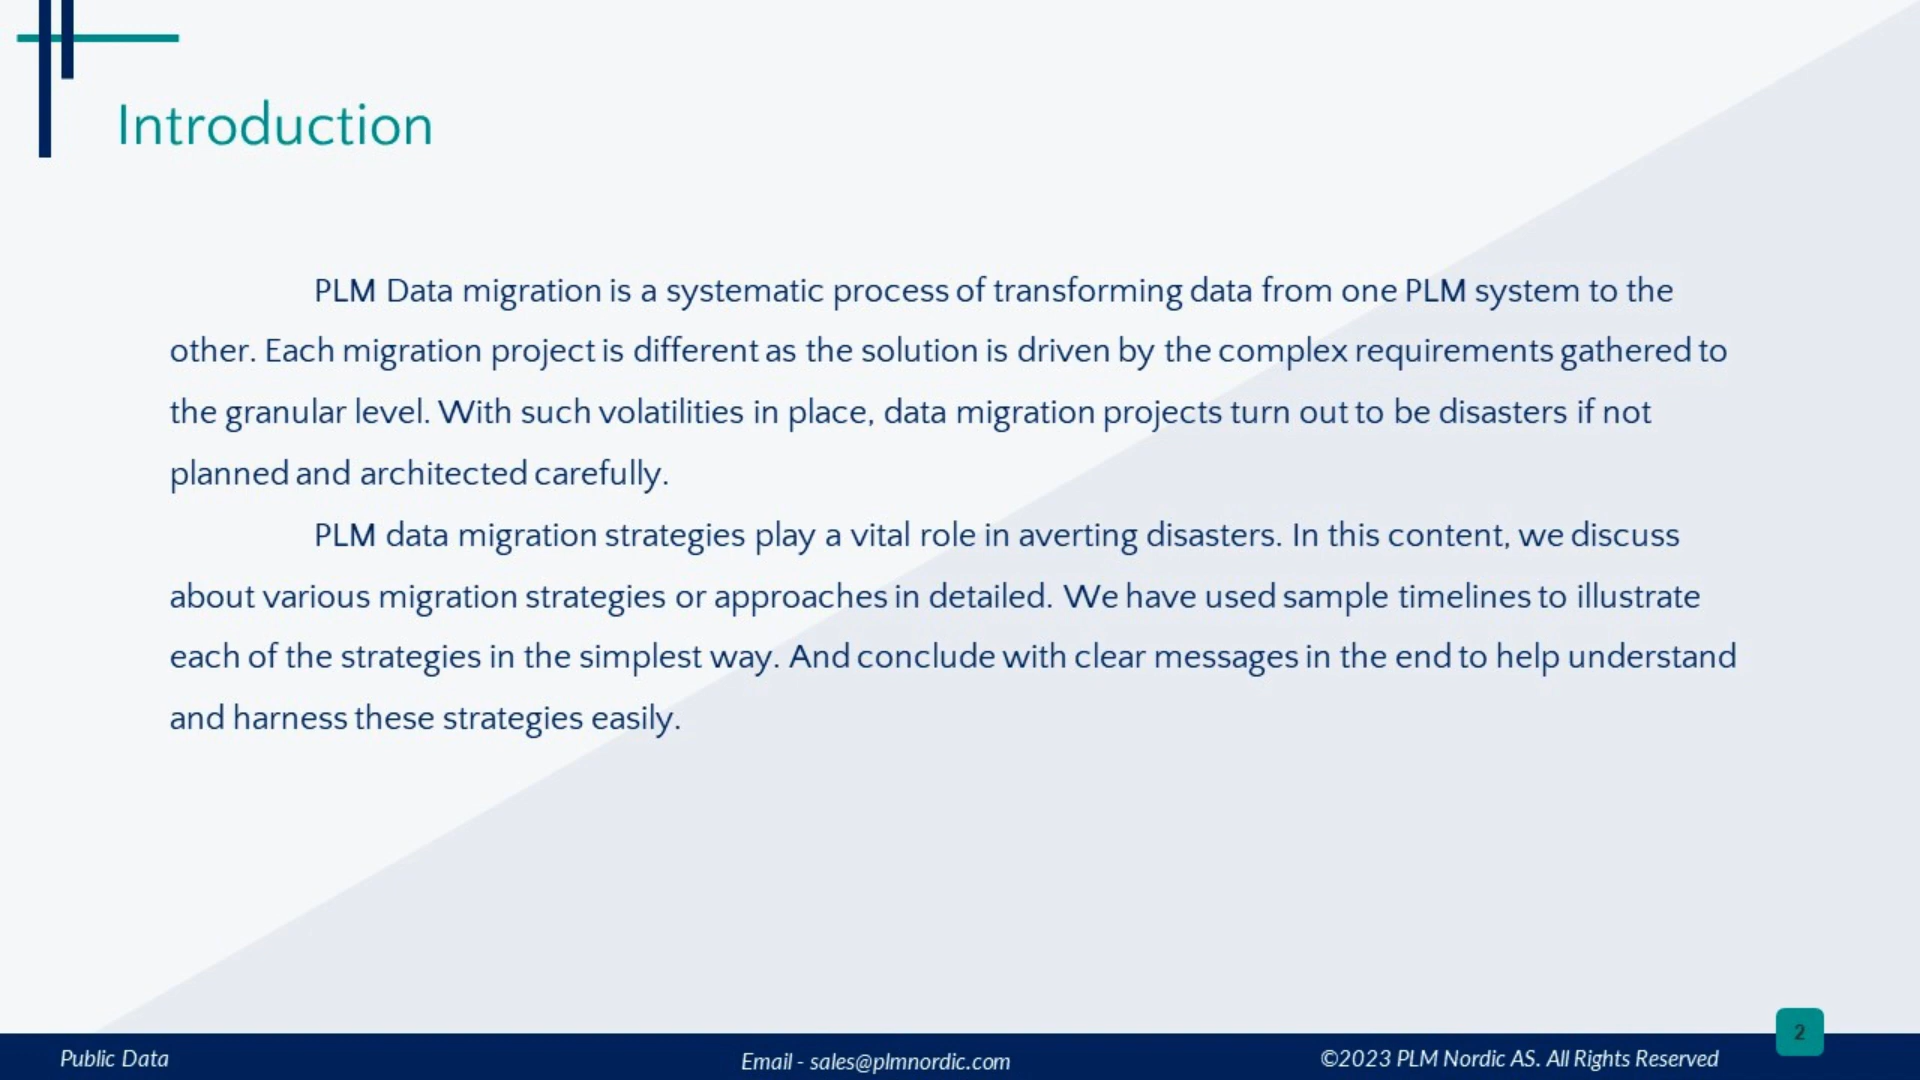 Introduction
PLM Data migration is a systematic process of transforming data from one PLM system to the
other. Each migration project is different as the solution is driven by the complex requirements gathered to
the granular level. With such volatilities in place, data migration projects turn out to be disasters if not
planned and architected carefully.
PLM data migration strategies play a vital role in averting disasters. In this content, we discuss
about various migration strategies or approaches in detailed. We have used sample timelines to illustrate
each of the strategies in the simplest way. And conclude with clear messages in the end to help understand
and harness these strategies easily.
2
Public Data
Email - sales@plmnordic.com
©2023 PLM Nordic AS. All Rights Reserved